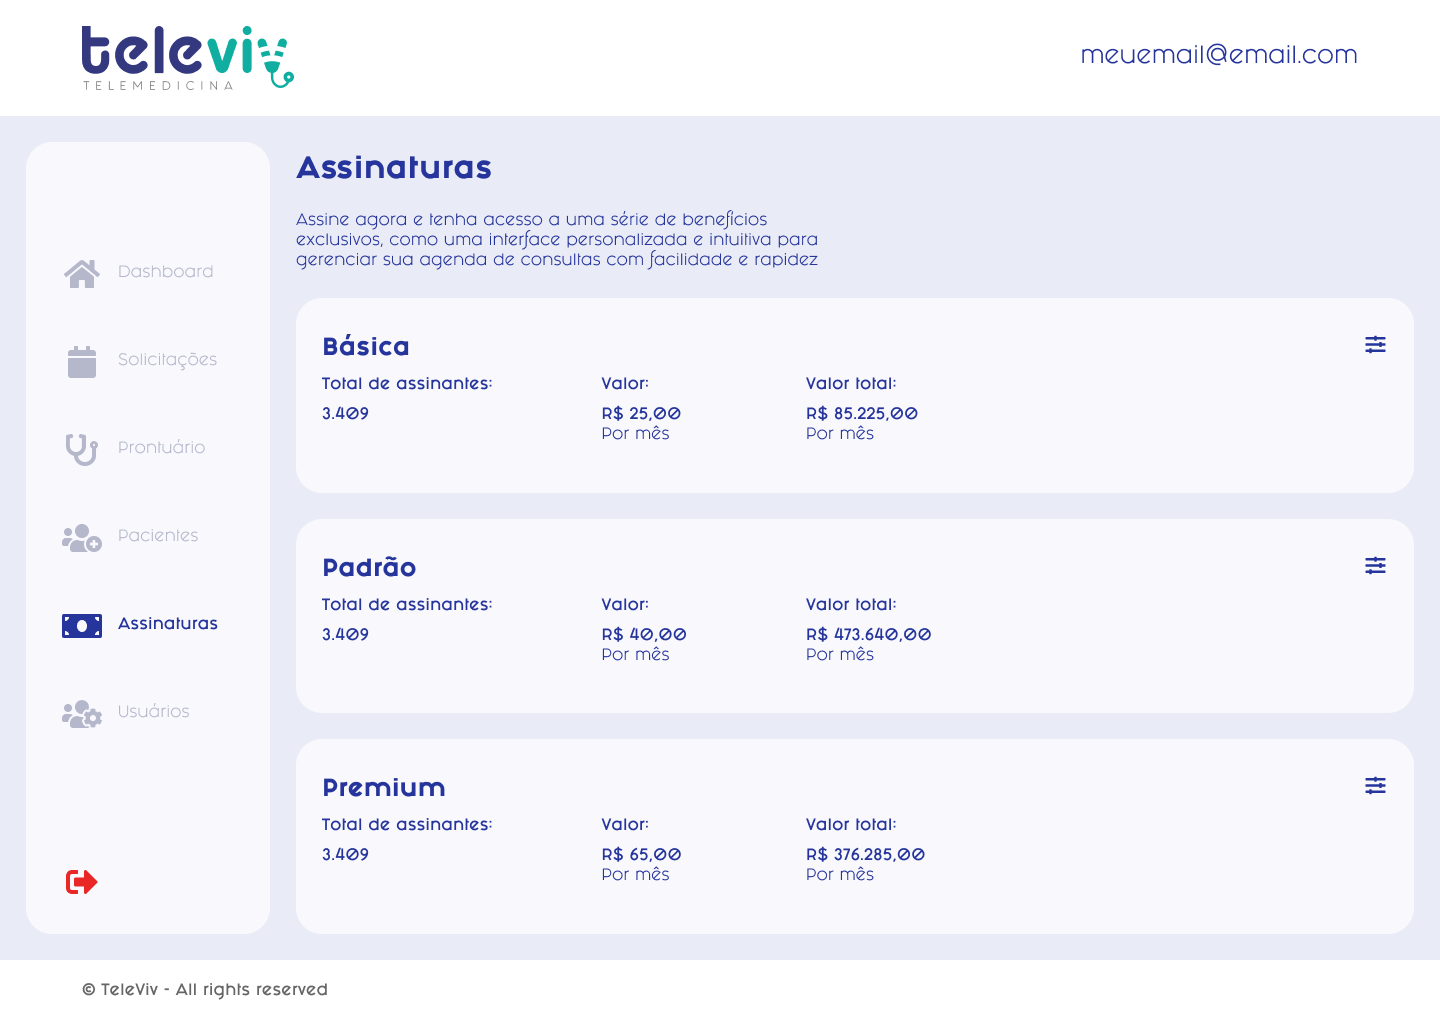 televiv
TELEMEDICINA
meuemail@email.com
Dashboard
Solicitações
Prontuário
Pacientes
Assinaturas
Usuários
Assinaturas
Assine agora e tenha acesso a uma série de benefícios
exclusivos, como uma interface personalizada e intuitiva para
gerenciar sua agenda de consultas com facilidade e rapidez
Básica
Total de assinantes: Valor: Valor total:
3.409 R$ 25,00 R$ 85.225,00
Por mês Por mês
Padrão
Total de assinantes: Valor: Valor total:
3.409 R$ 40,00 R$ 473.640,00
Por mês Por mês
Premium
Total de assinantes: Valor: Valor total:
3.409 R$ 65,00 R$ 376.285,00
Por mês Por mês
© TeleViv - All rights reserved